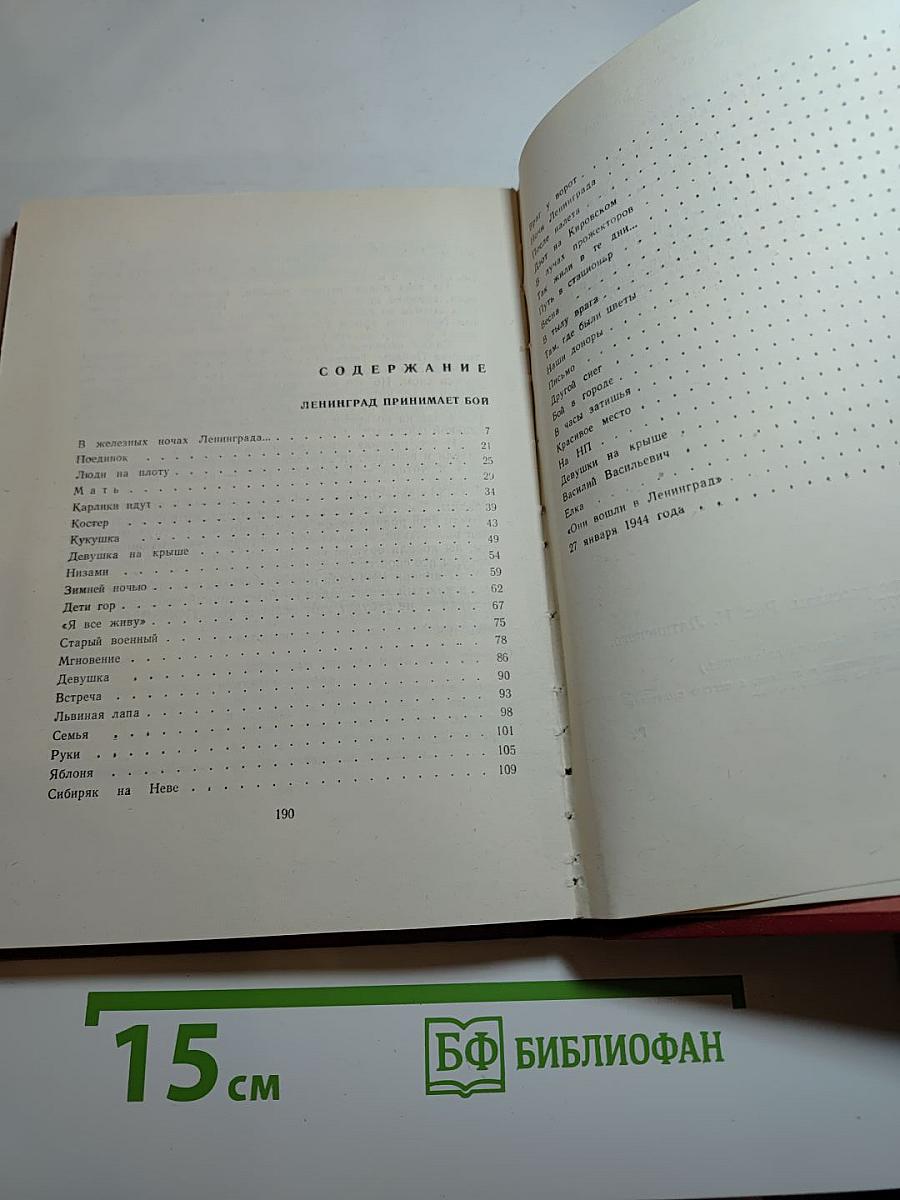 СОДЕРЖАНИЕ
ЛЕНИНГРАД ПРИНИМАЕТ БОЙ
В железных ночах Ленинграда... 7
Поединок 21
Люди на плоту 25
Мать 29
Карлики идут 34
Костер 39
Кукушка 43
Девушка на крыше 49
Низами 54
Зимней ночью 59
Дети гор 62
«Я все живу» 67
Старый военный 75
Мгновение 78
Девушка 86
Встреча 90
Львиная лапа 93
Семья 98
Руки 101
Яблоня 105
Сибиряк на Неве 109
190
Враг у ворот
Ночи Ленинграда
После налета
Дзот на Кировском
В лучах прожекторов
Так жили в те дни...
Путь в стационар
Весна
В тылу врага
Там, где были цветы
Наши доноры
Письмо
Другой снег
Бой в городе
В часы затишья
Красивое место
На НП
Девушки на крыше
Василий Васильевич
Елка
«Они вошли в Ленинград»
27 января 1944 года
15 см
БФ БИБЛИОФАН